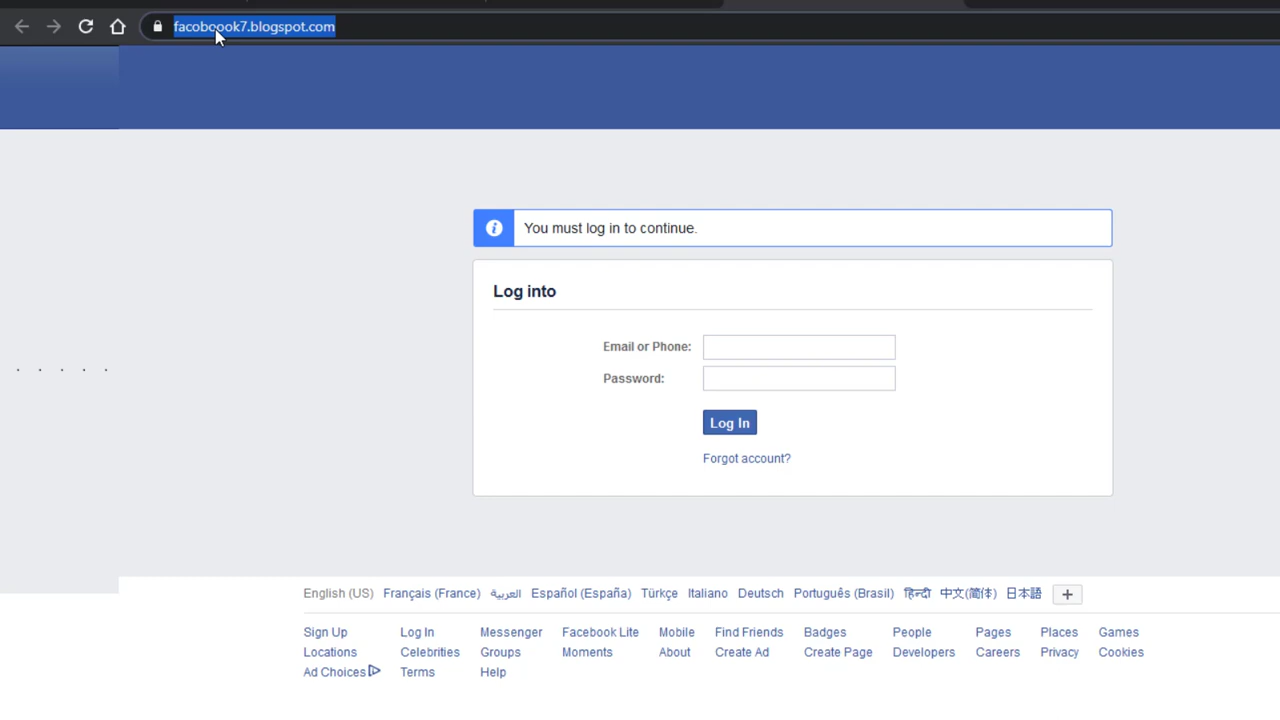 facoboook7.blogspot.com
You must log in to continue.
Log into
Email or Phone:
Password:
Log In
Forgot account?
English (US) Français (France) العربية Español (España) Türkçe Italiano Deutsch Português (Brasil) हिन्दी 中文(简体) 日本語 +
Sign Up Log In Messenger Facebook Lite Mobile Find Friends Badges People Pages Places Games
Locations Celebrities Groups Moments About Create Ad Create Page Developers Careers Privacy Cookies
Ad Choices Terms Help